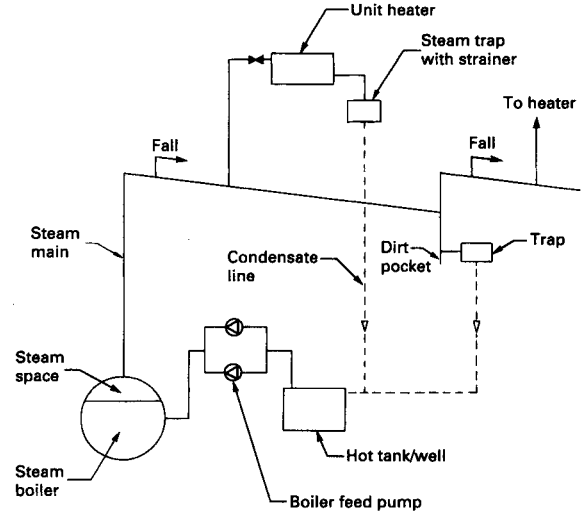 Unit heater
Steam trap
with strainer
To heater
Fall
Fall
Steam
main
Condensate
line
Dirt
pocket
Trap
Steam
space
Steam
boiler
Hot tank/well
Boiler feed pump